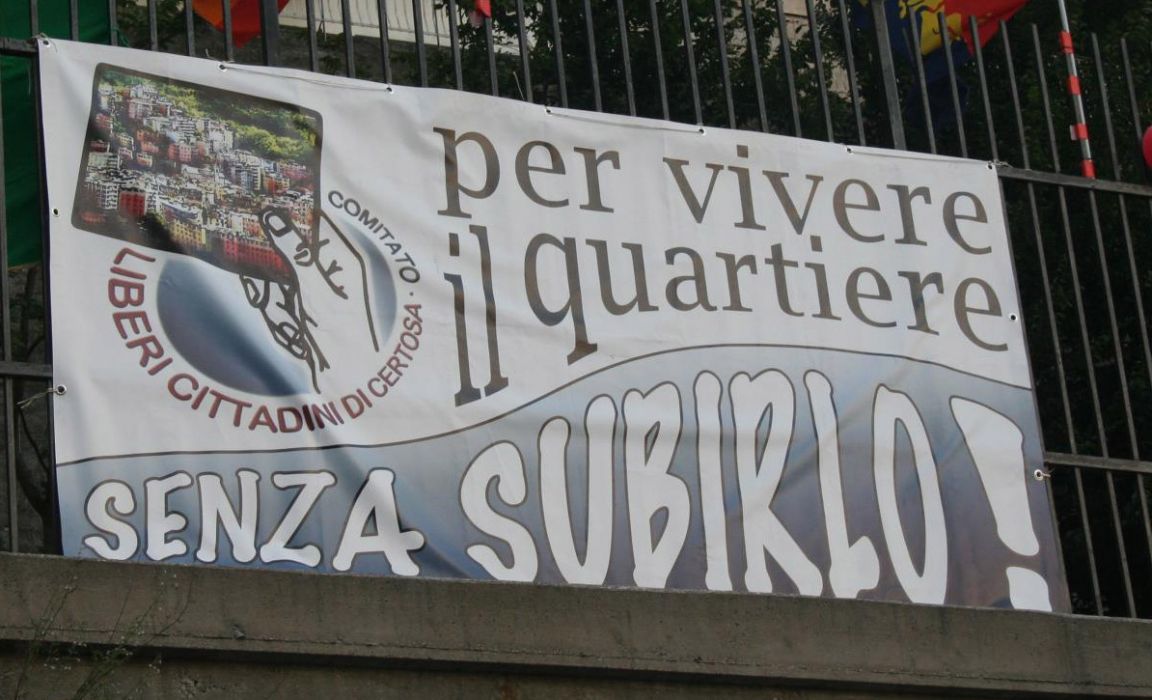 COMITATO ·
LIBERI CITTADINI DI CERTOSA
per vivere
il quartiere
SENZA SUBIRLO!